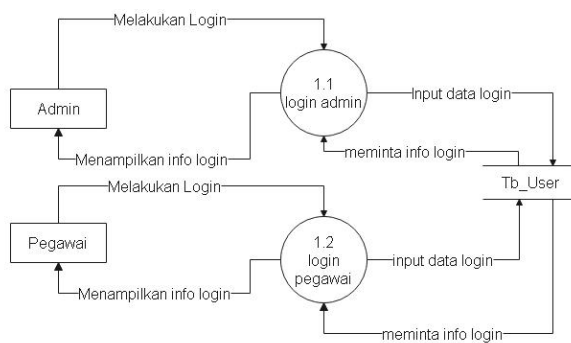 Melakukan Login
1.1
login admin
Admin
Input data login
Menampilkan info login
meminta info login
Tb_User
Melakukan Login
Pegawai
1.2
login
pegawai
input data login
Menampilkan info login
meminta info login